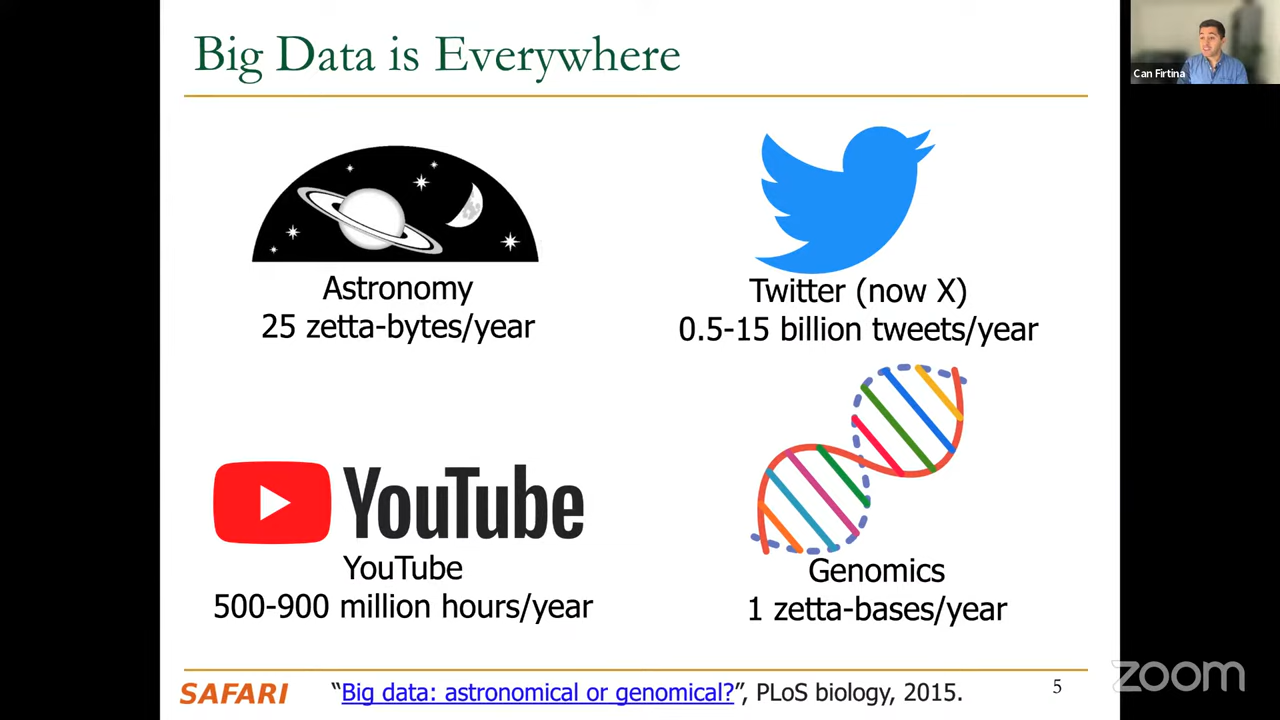 Big Data is Everywhere
Can Firtina
Astronomy
25 zetta-bytes/year
Twitter (now X)
0.5-15 billion tweets/year
YouTube
YouTube
500-900 million hours/year
Genomics
1 zetta-bases/year
SAFARI
“Big data: astronomical or genomical?”, PLoS biology, 2015.
5
zoom